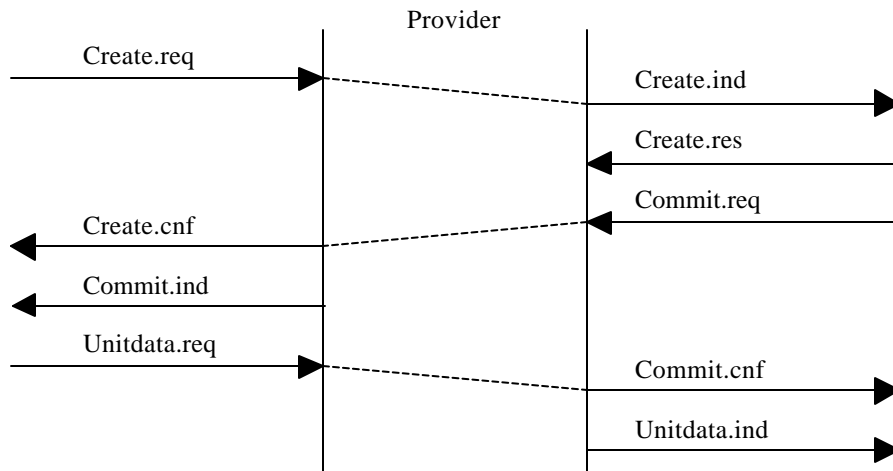 Provider
Create.req
Create.ind
Create.res
Commit.req
Create.cnf
Commit.ind
Unitdata.req
Commit.cnf
Unitdata.ind